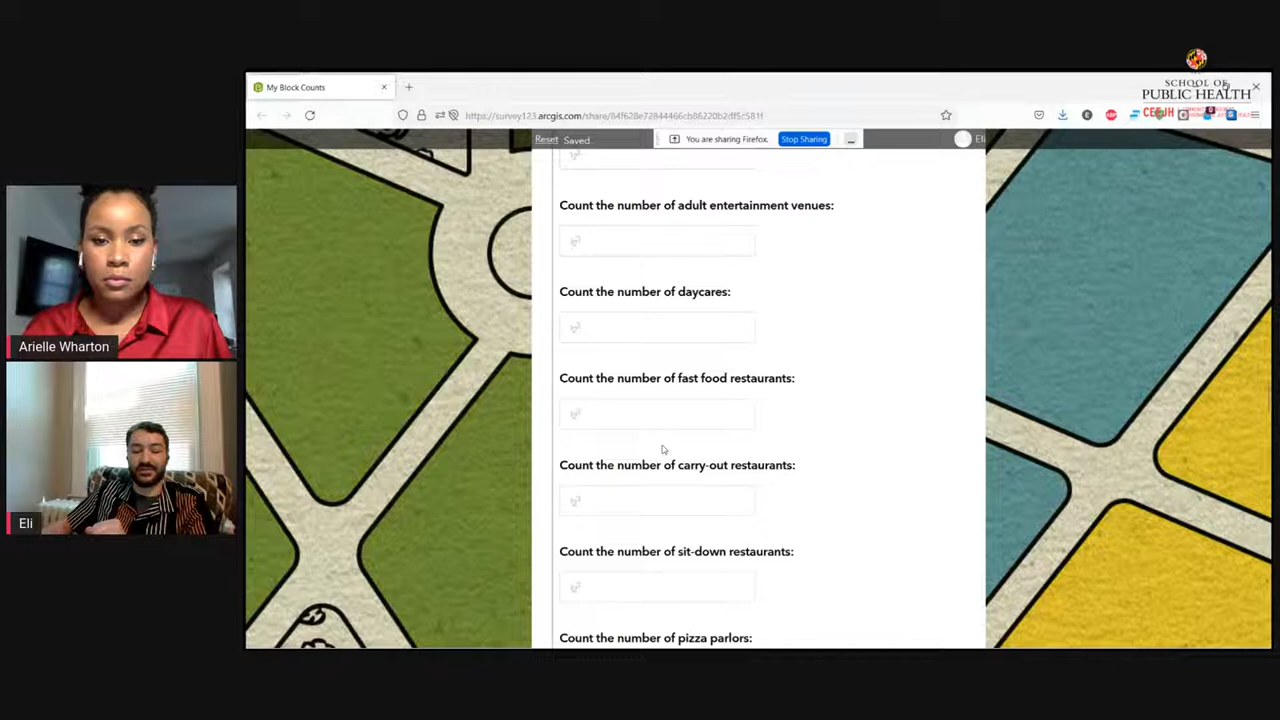 SCHOOL OF
PUBLIC HEALTH
CEEJH
My Block Counts
https://survey123.arcgis.com/share/84f628e72844466cb86220b2df5c581f
Reset Saved
You are sharing Firefox.
Stop Sharing
Eli
Count the number of adult entertainment venues:
Count the number of daycares:
Count the number of fast food restaurants:
Count the number of carry-out restaurants:
Count the number of sit-down restaurants:
Count the number of pizza parlors:
Arielle Wharton
Eli